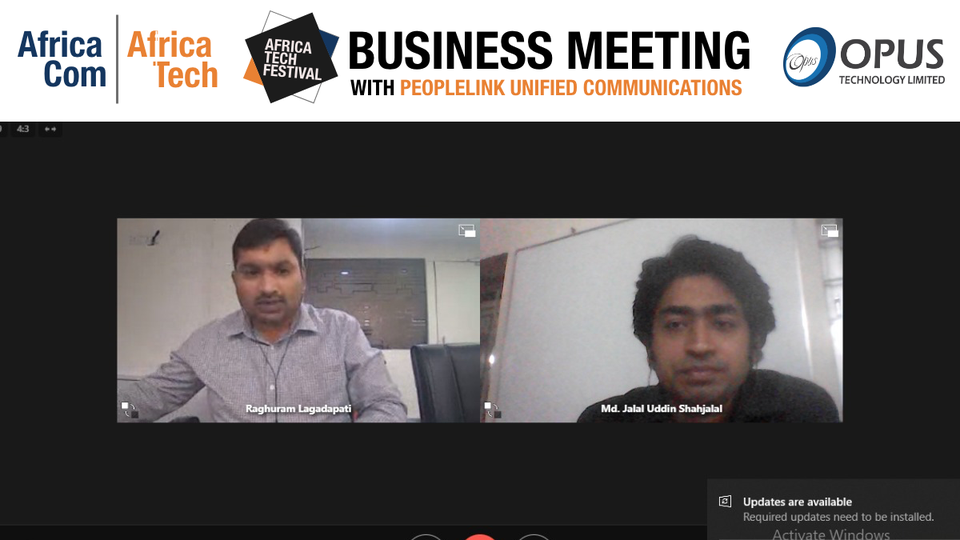 Africa
Com
Africa
Tech
AFRICA
TECH
FESTIVAL
BUSINESS MEETING
WITH PEOPLELINK UNIFIED COMMUNICATIONS
Opus
OPUS
TECHNOLOGY LIMITED
4:3
Raghuram Lagadapati
Md. Jalal Uddin Shahjalal
Updates are available
Required updates need to be installed.
Activate Windows